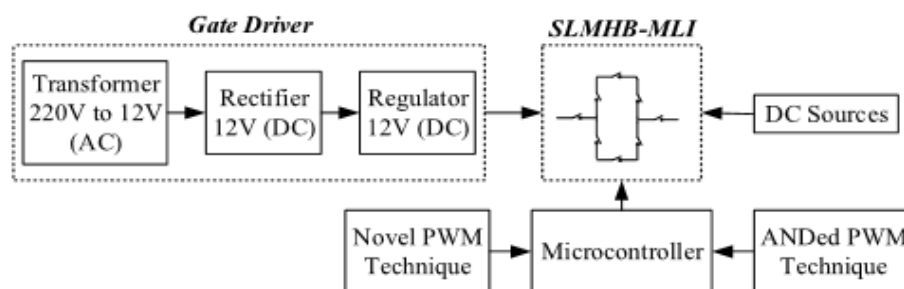 Gate Driver
SLMHB-MLI
Transformer
220V to 12V
(AC)
Rectifier
12V (DC)
Regulator
12V (DC)
DC Sources
Novel PWM
Technique
Microcontroller
ANDed PWM
Technique